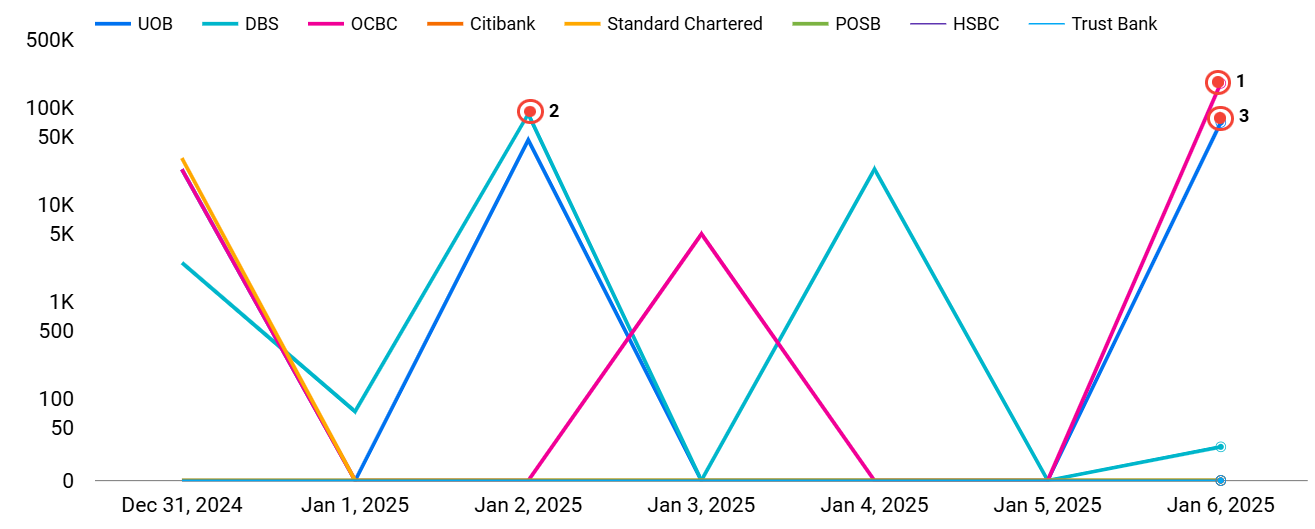 UOB DBS OCBC Citibank Standard Chartered POSB HSBC Trust Bank
500K
1
100K
2
3
50K
10K
5K
1K
500
100
50
0
Dec 31, 2024 Jan 1, 2025 Jan 2, 2025 Jan 3, 2025 Jan 4, 2025 Jan 5, 2025 Jan 6, 2025